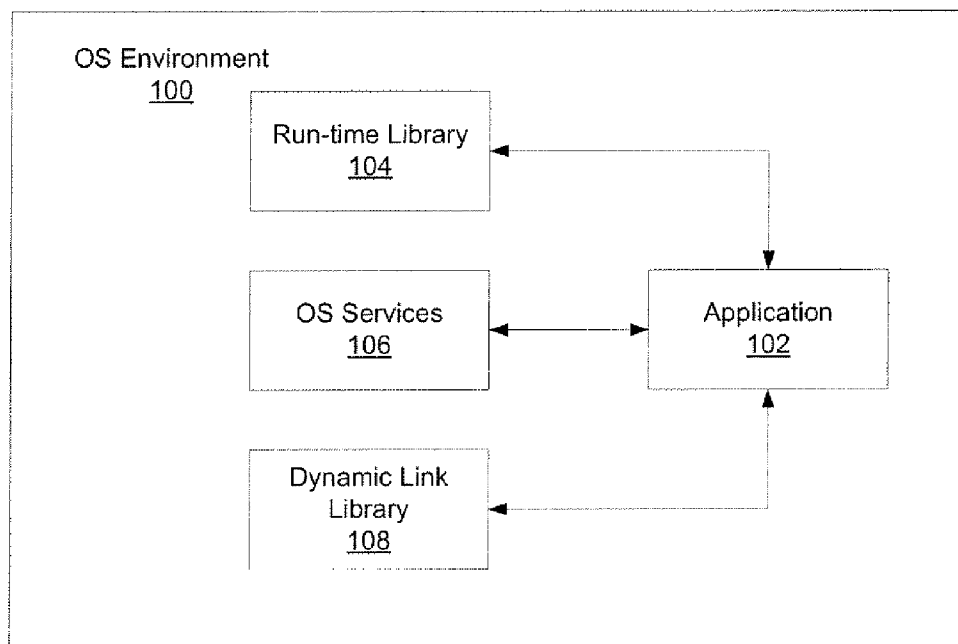 OS Environment
100
Run-time Library
104
OS Services
106
Application
102
Dynamic Link
Library
108